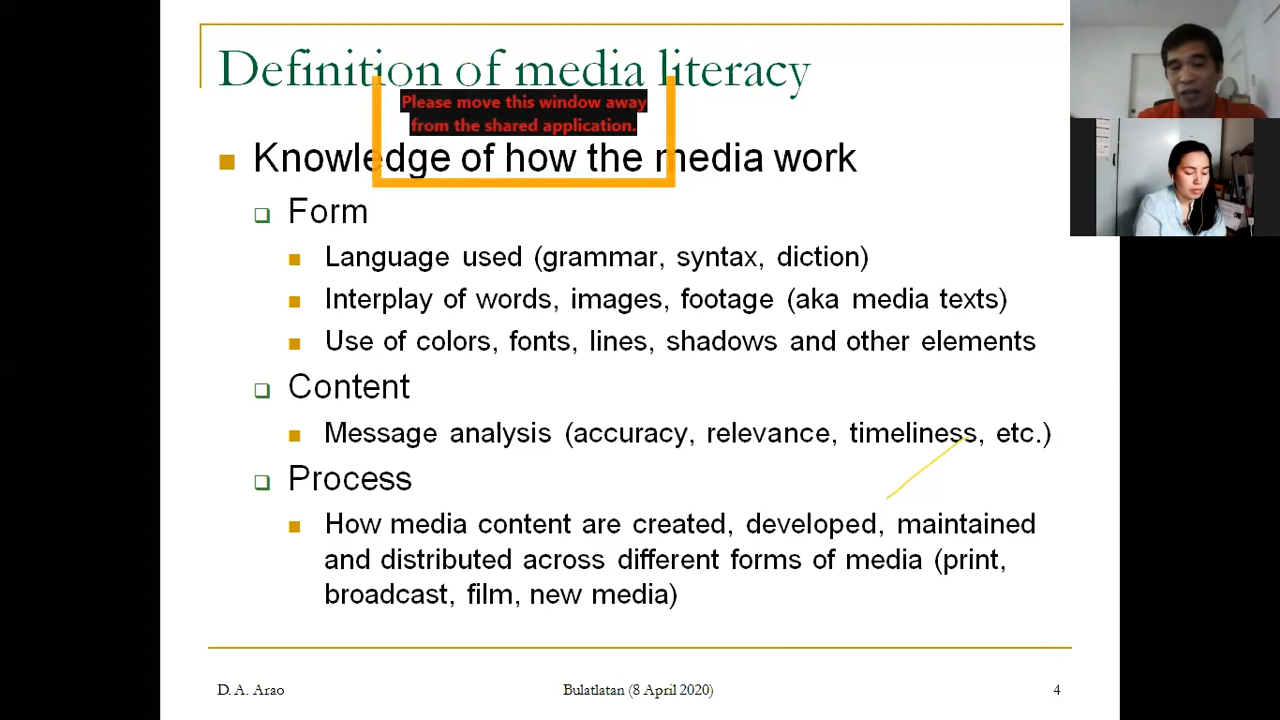 Definition of media literacy
Please move this window away
from the shared application.
Knowledge of how the media work
Form
Language used (grammar, syntax, diction)
Interplay of words, images, footage (aka media texts)
Use of colors, fonts, lines, shadows and other elements
Content
Message analysis (accuracy, relevance, timeliness, etc.)
Process
How media content are created, developed, maintained
and distributed across different forms of media (print,
broadcast, film, new media)
D. A. Arao
Bulatlatan (8 April 2020)
4